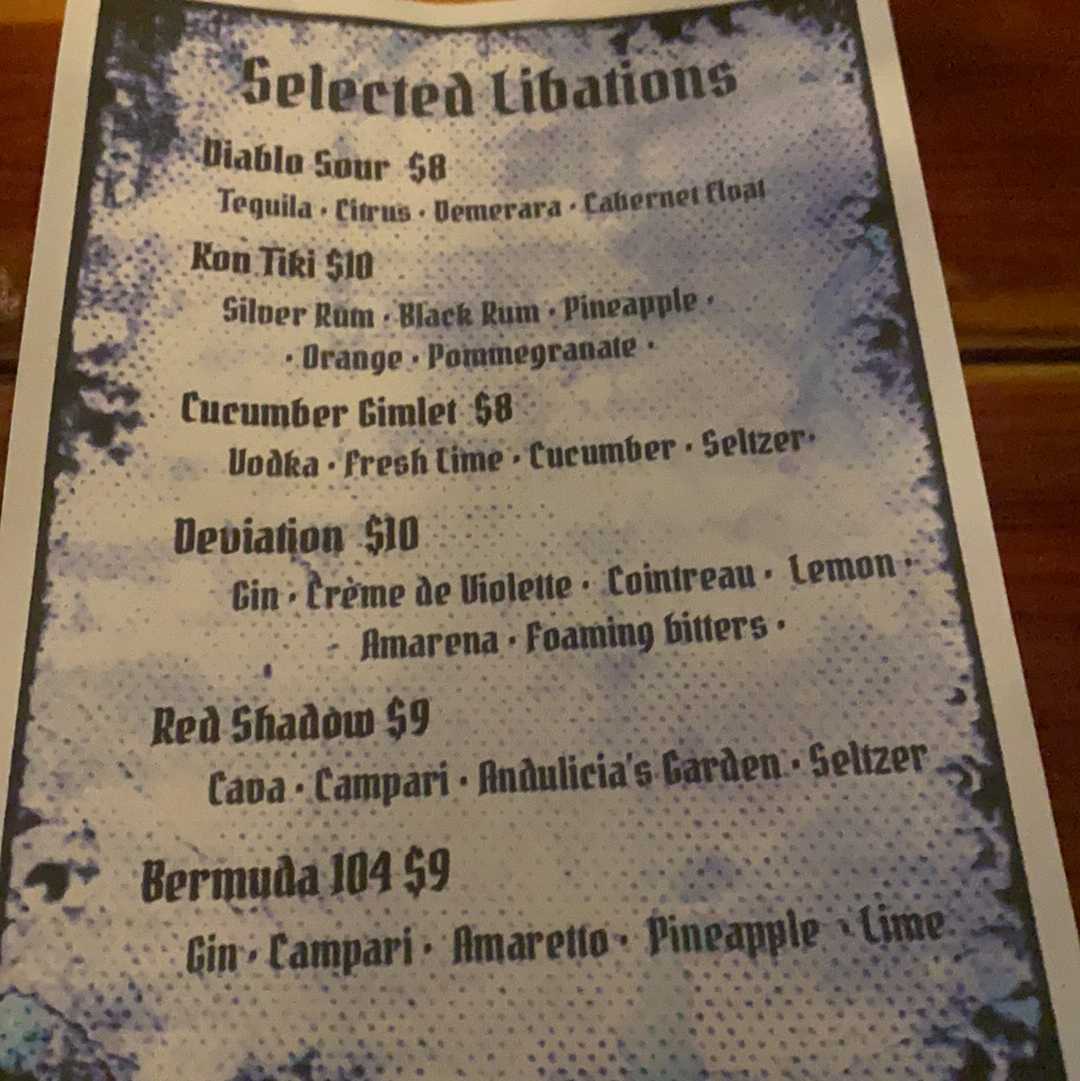 Selected Libations
Diablo Sour $8
Tequila · Citrus · Demerara · Cabernet float
Kon Tiki $10
Silver Rum · Black Rum · Pineapple ·
· Orange · Pommegranate ·
Cucumber Gimlet $8
Vodka · Fresh Lime · Cucumber · Seltzer·
Deviation $10
Gin · Crème de Violette · Cointreau · Lemon ·
Amarena · Foaming bitters ·
Red Shadow $9
Cava · Campari · Andulicia's Garden · Seltzer
Bermuda 104 $9
Gin · Campari · Amaretto · Pineapple · Lime